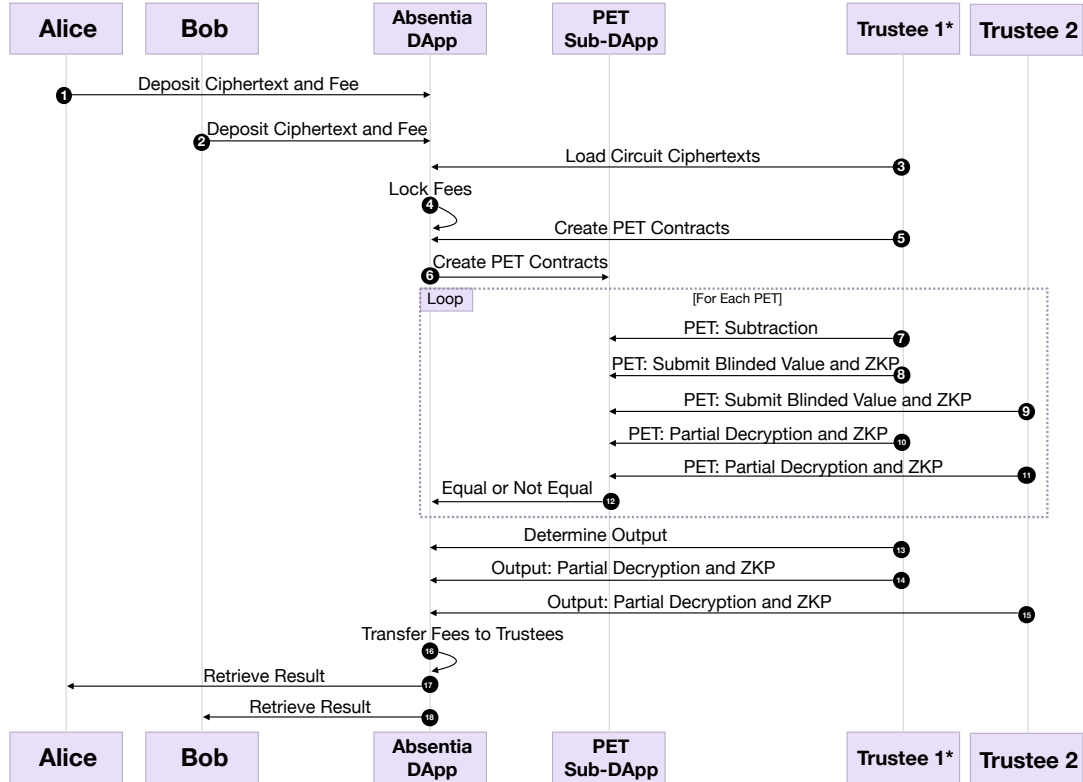 Alice
Bob
Absentia
DApp
PET
Sub-DApp
Trustee 1*
Trustee 2
Deposit Ciphertext and Fee
1
Deposit Ciphertext and Fee
2
Load Circuit Ciphertexts
3
Lock Fees
4
Create PET Contracts
5
Create PET Contracts
6
Loop
[For Each PET]
PET: Subtraction
7
PET: Submit Blinded Value and ZKP
8
PET: Submit Blinded Value and ZKP
9
PET: Partial Decryption and ZKP
10
PET: Partial Decryption and ZKP
11
Equal or Not Equal
12
Determine Output
13
Output: Partial Decryption and ZKP
14
Output: Partial Decryption and ZKP
15
Transfer Fees to Trustees
16
Retrieve Result
17
Retrieve Result
18
Alice
Bob
Absentia
DApp
PET
Sub-DApp
Trustee 1*
Trustee 2